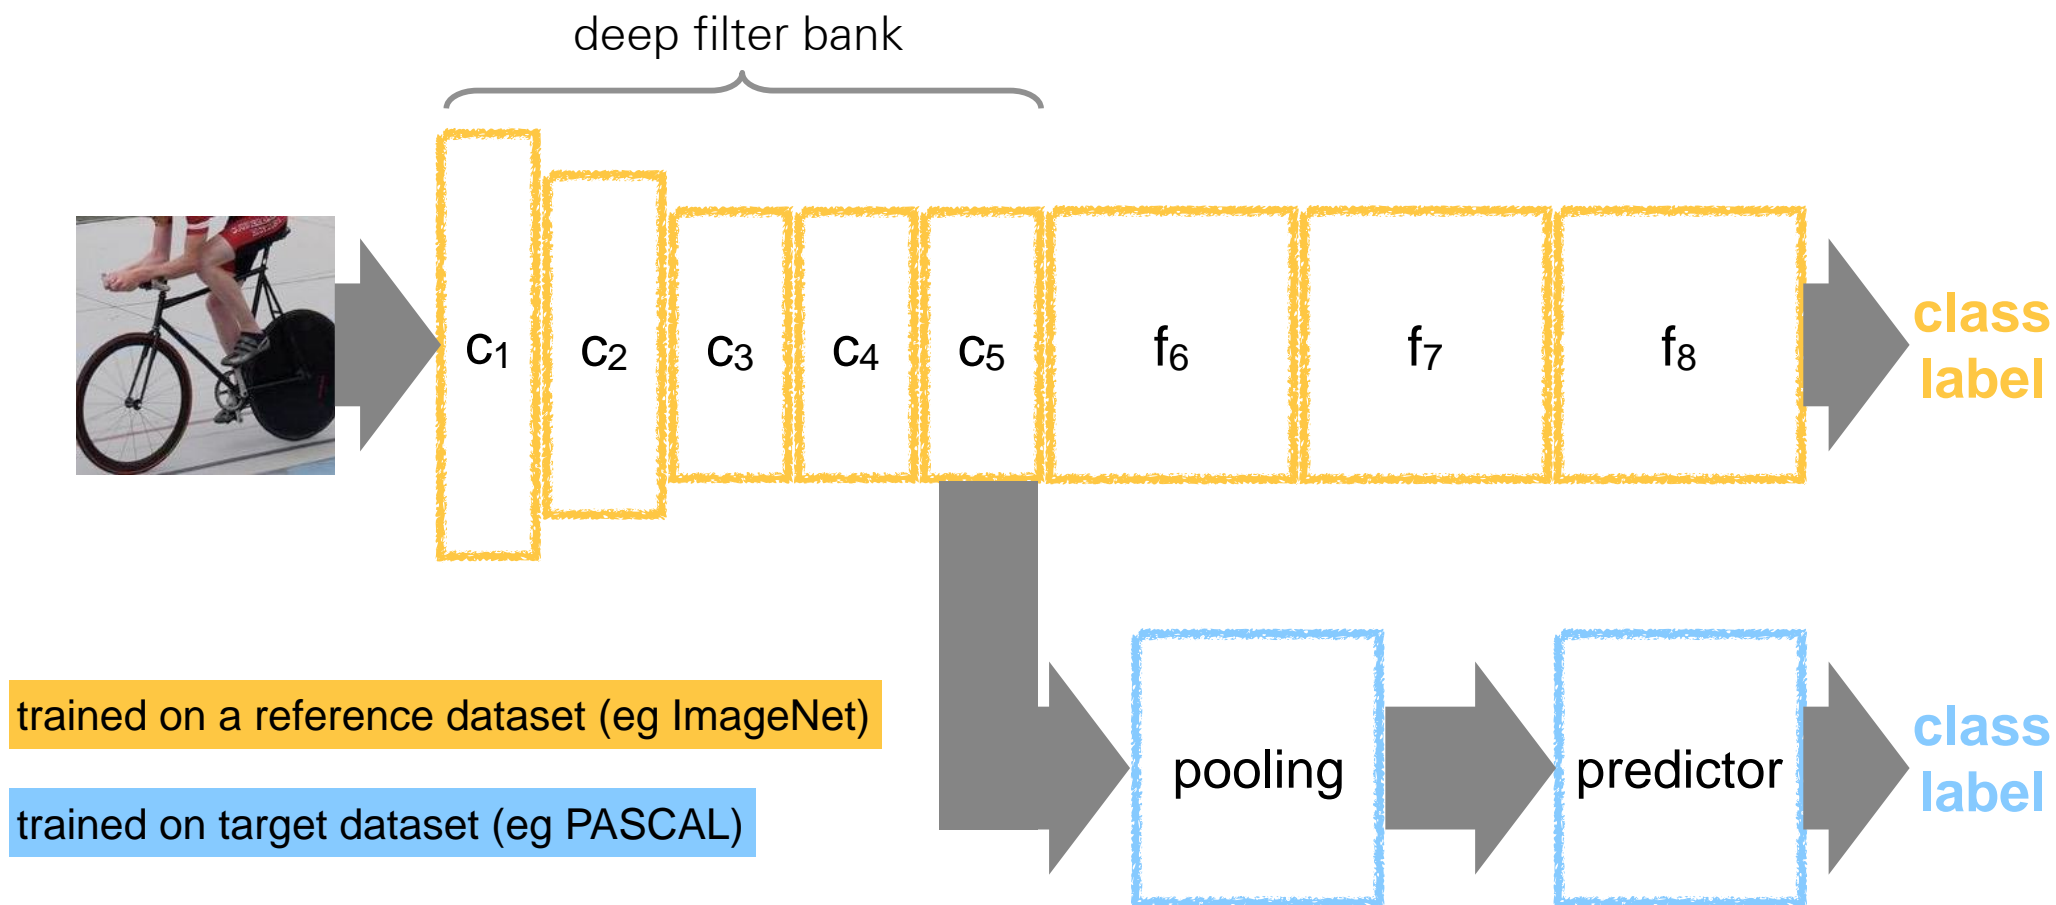 deep filter bank
c1 c2 c3 c4 c5 f6 f7 f8
class
label
trained on a reference dataset (eg ImageNet)
trained on target dataset (eg PASCAL)
pooling
predictor
class
label